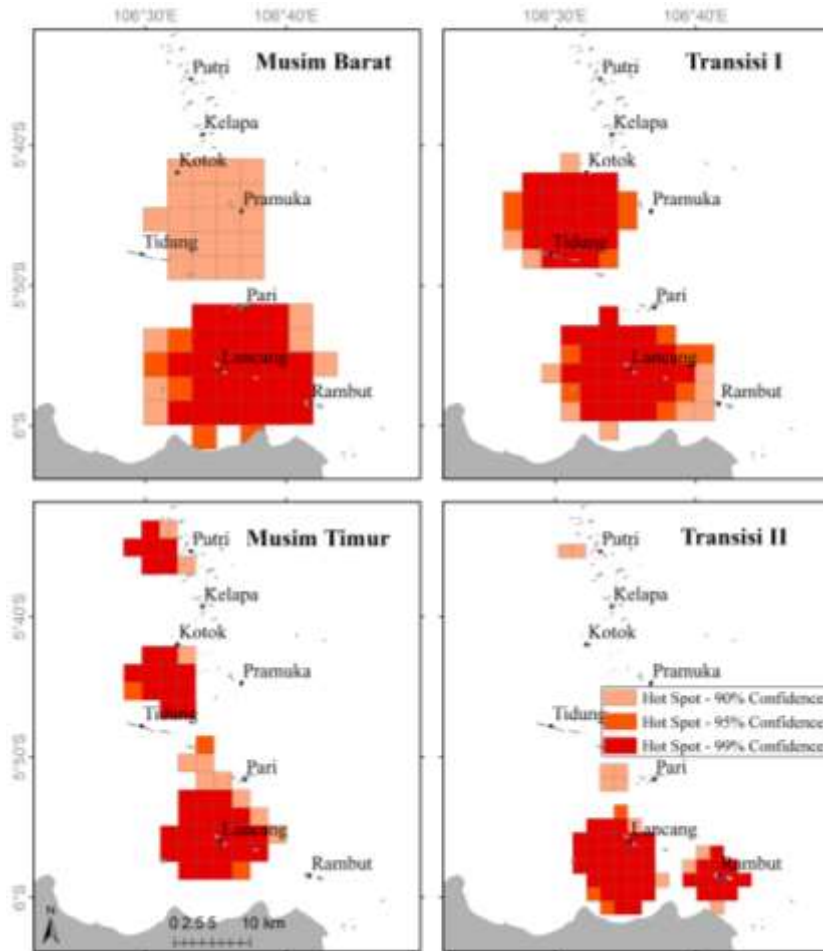 106°30'E 106°40'E 106°30'E 106°40'E
Musim Barat
Putri
Kelapa
Kotok
Pramuka
Tidung
Pari
Lancang
Rambut
5°40'S
5°50'S
6°S
Transisi I
Putri
Kelapa
Kotok
Pramuka
Tidung
Pari
Lancang
Rambut
Musim Timur
Putri
Kelapa
Kotok
Pramuka
Tidung
Pari
Lancang
Rambut
5°40'S
5°50'S
6°S
N
0 2.5 5 10 km
Transisi II
Putri
Kelapa
Kotok
Pramuka
Tidung
Hot Spot - 90% Confidence
Hot Spot - 95% Confidence
Hot Spot - 99% Confidence
Pari
Lancang
Rambut